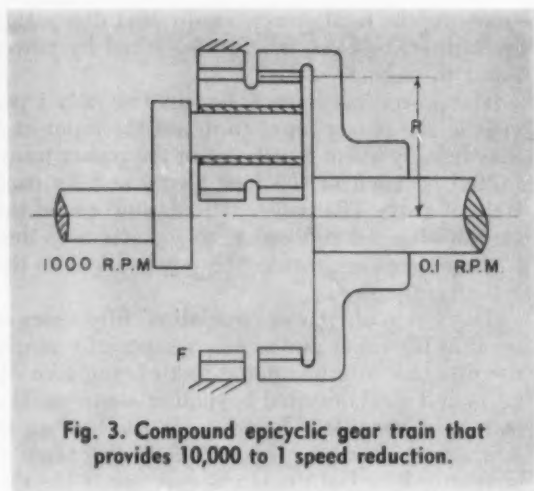 R
1000 R.P.M
0.1 R.P.M.
F
Fig. 3. Compound epicyclic gear train that
provides 10,000 to 1 speed reduction.